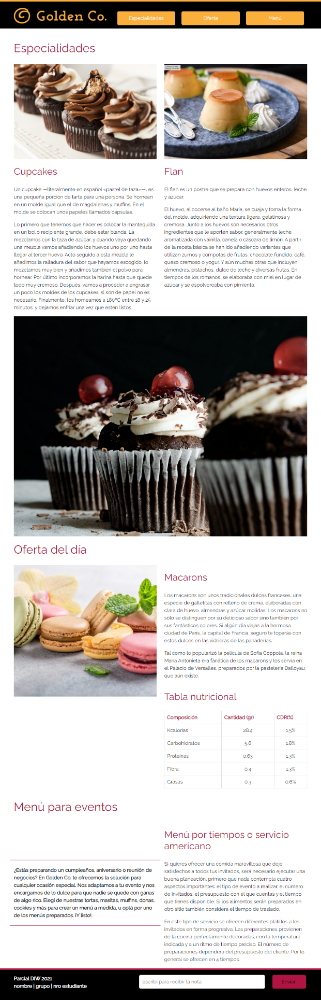 Golden Co.
Especialidades
Oferta
Menú
Especialidades
Cupcakes
Un cupcake —literalmente en español «pastel de taza»—, es
una pequeña porción de tarta para una persona. Se hornean
en un molde igual que el de magdalenas y muffins. En el
molde se colocan unos papeles llamados cápsulas.
Lo primero que tenemos que hacer es colocar la mantequilla
en un bol o recipiente grande, debe estar blanda. La
mezclamos con la taza de azúcar, y cuando vaya quedando
una mezcla vamos añadiendo los huevos uno por uno hasta
llegar al tercer huevo. Acto seguido a esta mezcla le
añadimos la ralladura del sabor que hayamos escogido, lo
mezclamos muy bien y añadimos también el polvo para
hornear. Por último incorporamos la harina hasta que quede
todo muy cremoso. Después, vamos a proceder a engrasar
un poco los moldes de los cupcakes, si son de papel no es
necesario. Finalmente, los horneamos a 180ºC entre 18 y 25
minutos, y dejamos enfriar una vez que estén listos
Flan
El flan es un postre que se prepara con huevos enteros, leche
y azúcar.
El huevo, al cocerse al baño María, se cuaja y toma la forma
del molde, adquiriendo una textura ligera, gelatinosa y
cremosa. Junto a los huevos son necesarios otros
ingredientes que le aporten sabor, generalmente leche
aromatizada con vainilla, canela o cáscara de limón. A partir
de la receta básica se han ido añadiendo variantes que
utilizan zumos y compotas de frutas, chocolate fundido, café,
queso cremoso o yogur. Y aún muchas otras que incluyen
almendras, pistachos, dulce de leche y diversas frutas. En
tiempos de los romanos, se elaboraba con miel en lugar de
azúcar y se espolvoreaba con pimienta.
Oferta del día
Macarons
Los macarons son unos tradicionales dulces franceses, una
especie de galletitas con relleno de crema, elaboradas con
clara de huevo, almendras y azúcar molidas. Los macarons no
sólo se distinguen por su delicioso sabor sino también por
sus fantásticos colores. Si algún día viajas a la hermosa
ciudad de París, la capital de Francia, seguro te toparás con
estos dulces en las vidrieras de las panaderías.
Tal como lo popularizó la película de Sofía Coppola, la reina
María Antonieta era fánática de los macarons y los servía en
el Palacio de Versalles, preparados por la pastelería Dalloyau,
que aún existe.
Tabla nutricional
Composición Cantidad (gr) CDR(%)
Kcalorías 28.4 1.5%
Carbohidratos 5.6 1.8%
Proteínas 0.63 1.3%
Fibra 0.4 1.3%
Grasas 0.3 0.6%
Menú para eventos
¿Estás preparando un cumpleaños, aniversario o reunión de
negocios? En Golden Co. te ofrecemos la solución para
cualquier ocasión especial. Nos adaptamos a tu evento y nos
encargamos de lo dulce para que nadie se quede con ganas
de algo rico. Elegí de nuestras tortas, masitas, muffins, donas,
cookies y más para crear un menú a medida, u optá por uno
de los menús preparados. ¡Y listo!.
Menú por tiempos o servicio
americano
Si quieres ofrecer una comida maravillosa que deje
satisfechos a todos tus invitados, será necesario ejecutar una
buena planeación, primero que nada contempla cuatro
aspectos importantes: el tipo de evento a realizar, el número
de invitados, el presupuesto con el que cuentas y el tiempo
que tienes disponible. Si los alimentos serán preparados en
otro sitio también considera el tiempo de traslado.
En este tipo de servicio se ofrecen diferentes platillos a los
invitados en forma progresiva. Las preparaciones provienen
de la cocina perfectamente decoradas, con la temperatura
indicada y a un ritmo de tiempo preciso. El número de
preparaciones dependerá del presupuesto del cliente. Por lo
general se ofrecen en 4 tiempos.
Parcial DIW 2021
nombre | grupo | nro estudiante
escribí para recibir la nota
Enviar